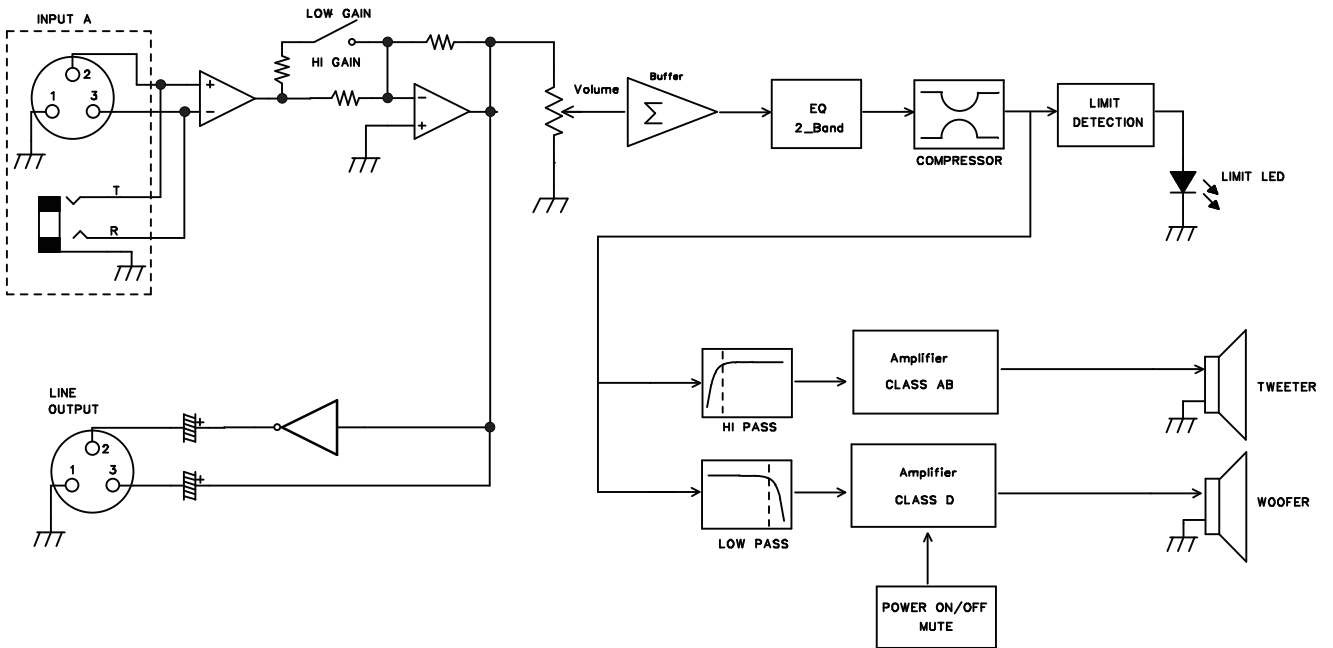 INPUT A
2
1
3
+
−
T
R
LOW GAIN
HI GAIN
−
+
Volume
Buffer
Σ
EQ
2_Band
COMPRESSOR
LIMIT
DETECTION
LIMIT LED
LINE
OUTPUT
2
1
3
+
+
HI PASS
Amplifier
CLASS AB
TWEETER
LOW PASS
Amplifier
CLASS D
WOOFER
POWER ON/OFF
MUTE